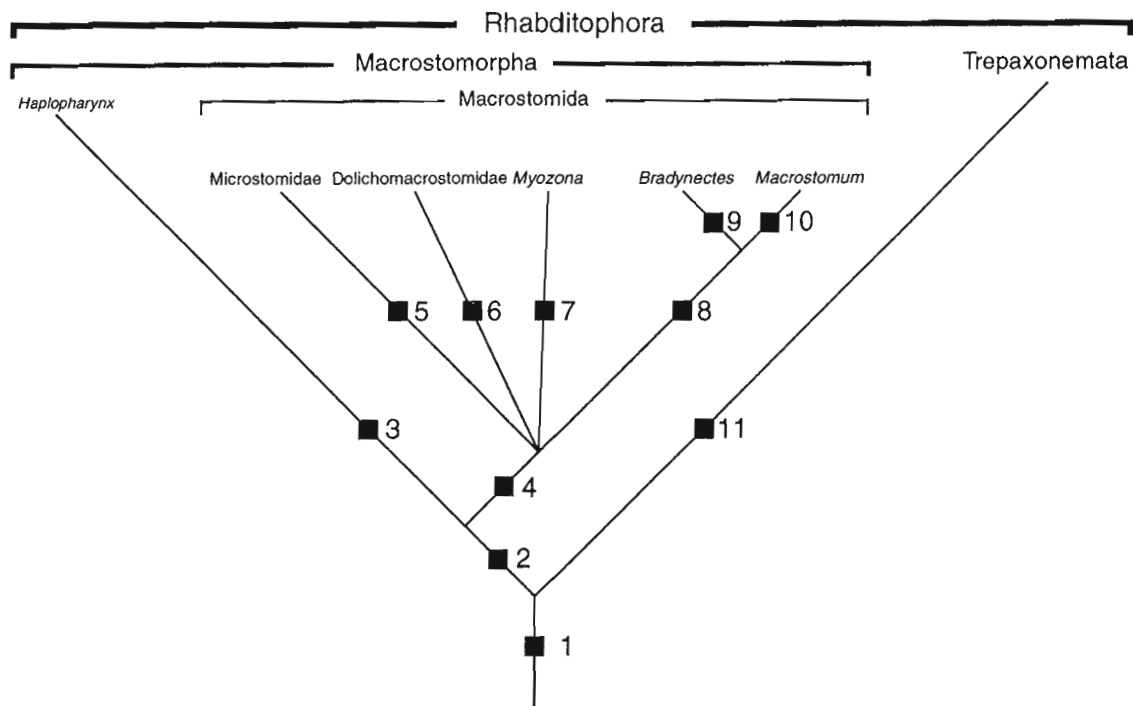 Rhabditophora
Macrostomorpha
Trepaxonemata
Haplopharynx
Macrostomida
Microstomidae Dolichomacrostomidae Myozona Bradynectes Macrostomum
9 10
5 6 7 8
3 11
4
2
1